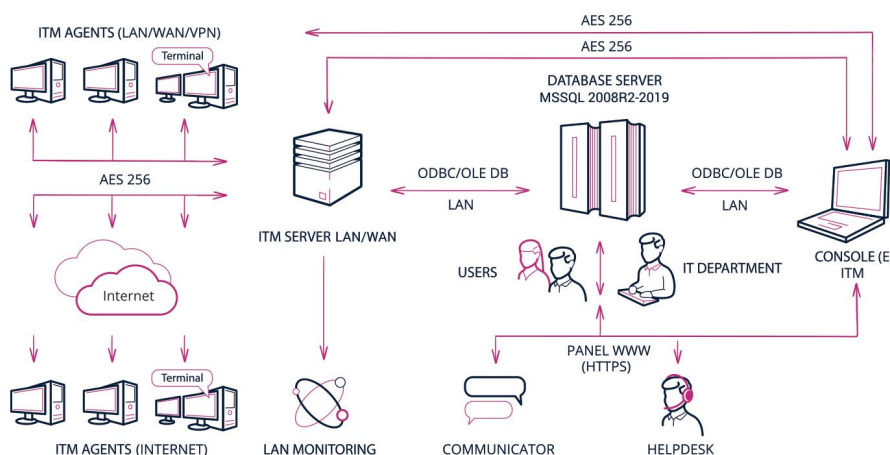 AES 256
ITM AGENTS (LAN/WAN/VPN)
AES 256
Terminal
DATABASE SERVER
MSSQL 2008R2-2019
ODBC/OLE DB
ODBC/OLE DB
AES 256
LAN
LAN
ITM SERVER LAN/WAN
CONSOLE (E
ITM
USERS
IT DEPARTMENT
Internet
PANEL WWW
(HTTPS)
Terminal
ITM AGENTS (INTERNET)
LAN MONITORING
COMMUNICATOR
HELPDESK